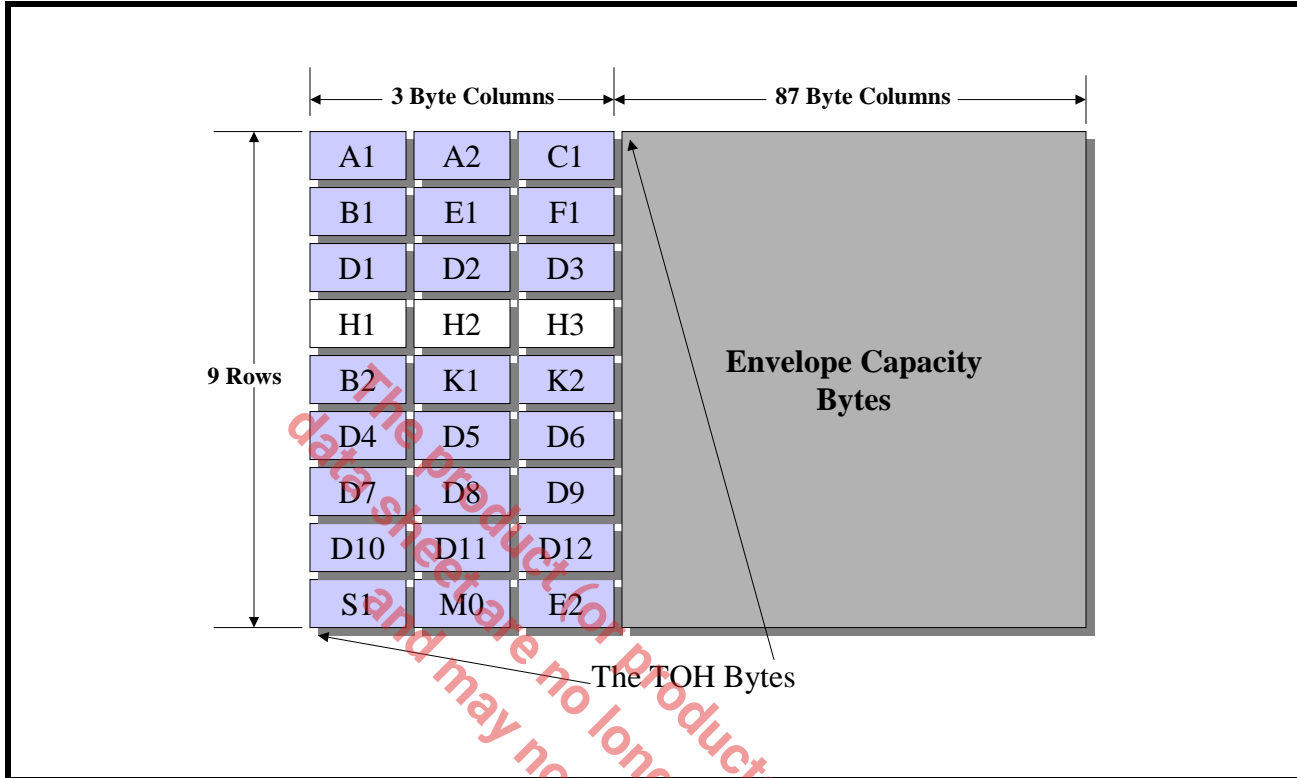 3 Byte Columns 87 Byte Columns
A1 A2 C1
B1 E1 F1
D1 D2 D3
H1 H2 H3
9 Rows
B2 K1 K2
D4 D5 D6
D7 D8 D9
D10 D11 D12
S1 M0 E2
Envelope Capacity
Bytes
The TOH Bytes
The product (or product
data sheet are no long
and may no